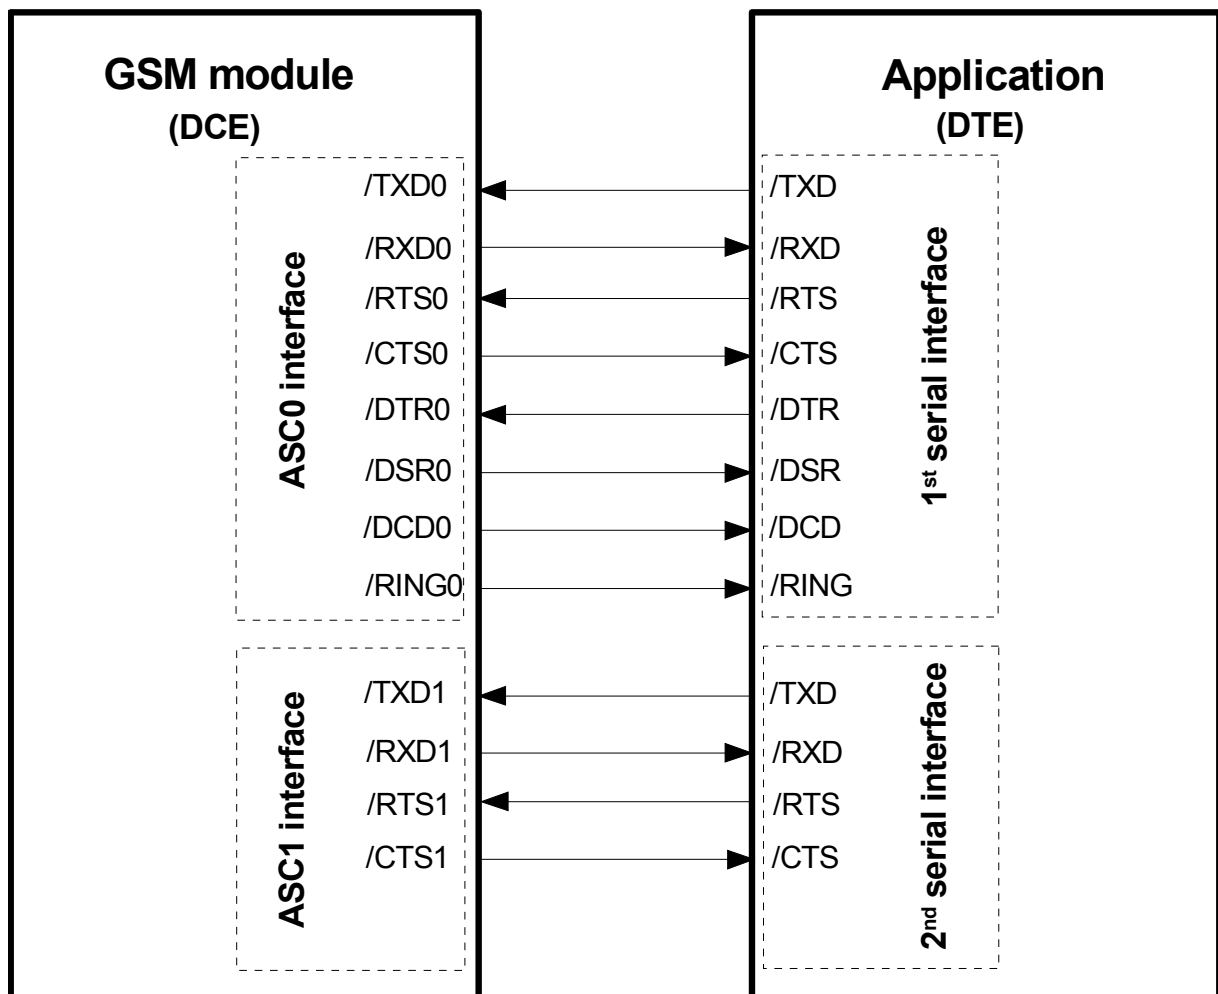 GSM module
(DCE)
ASC0 interface
/TXD0
/RXD0
/RTS0
/CTS0
/DTR0
/DSR0
/DCD0
/RING0
ASC1 interface
/TXD1
/RXD1
/RTS1
/CTS1
Application
(DTE)
/TXD
/RXD
/RTS
/CTS
/DTR
/DSR
/DCD
/RING
1st serial interface
/TXD
/RXD
/RTS
/CTS
2nd serial interface